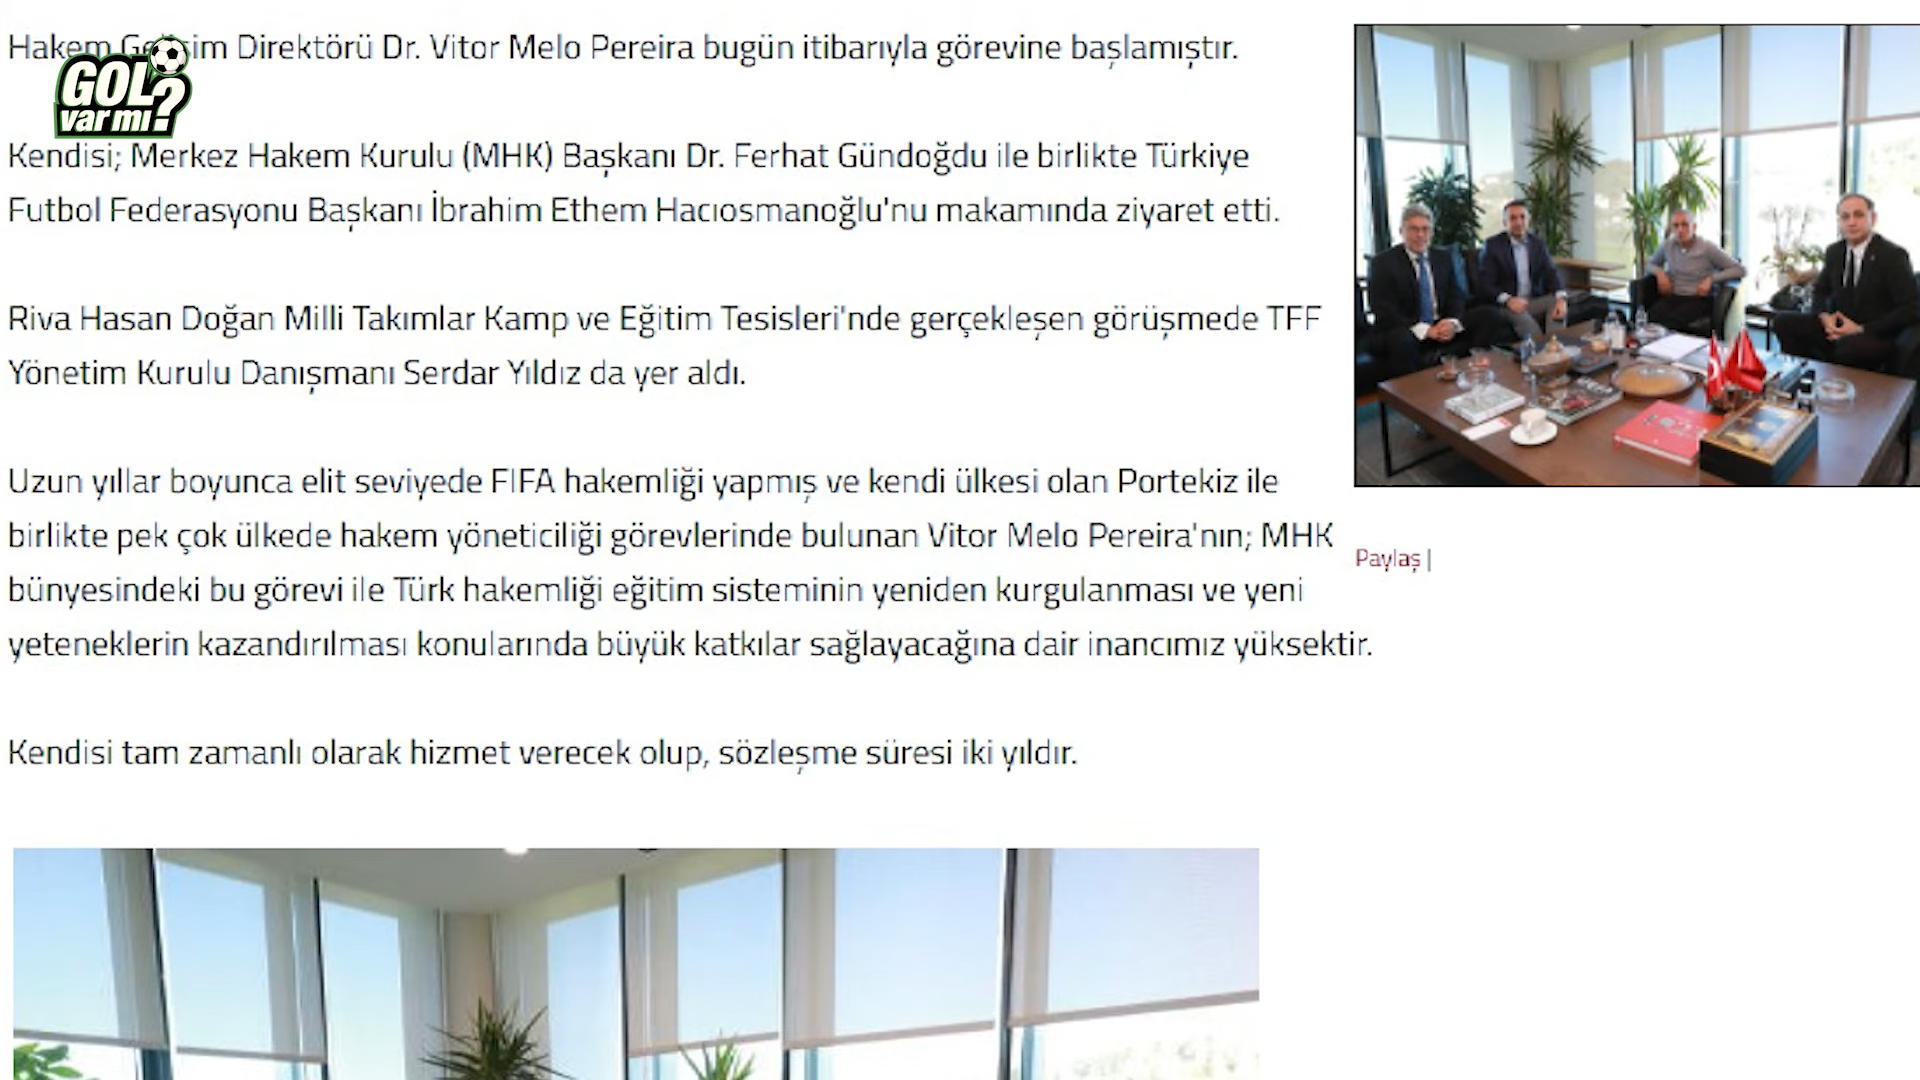 Hakem Gelişim Direktörü Dr. Vitor Melo Pereira bugün itibarıyla görevine başlamıştır.
GOL
var mı?
Kendisi; Merkez Hakem Kurulu (MHK) Başkanı Dr. Ferhat Gündoğdu ile birlikte Türkiye
Futbol Federasyonu Başkanı İbrahim Ethem Hacıosmanoğlu'nu makamında ziyaret etti.
Riva Hasan Doğan Milli Takımlar Kamp ve Eğitim Tesisleri'nde gerçekleşen görüşmede TFF
Yönetim Kurulu Danışmanı Serdar Yıldız da yer aldı.
Uzun yıllar boyunca elit seviyede FIFA hakemliği yapmış ve kendi ülkesi olan Portekiz ile
birlikte pek çok ülkede hakem yöneticiliği görevlerinde bulunan Vitor Melo Pereira'nın; MHK
bünyesindeki bu görevi ile Türk hakemliği eğitim sisteminin yeniden kurgulanması ve yeni
yeteneklerin kazandırılması konularında büyük katkılar sağlayacağına dair inancımız yüksektir.
Kendisi tam zamanlı olarak hizmet verecek olup, sözleşme süresi iki yıldır.
Paylaş |